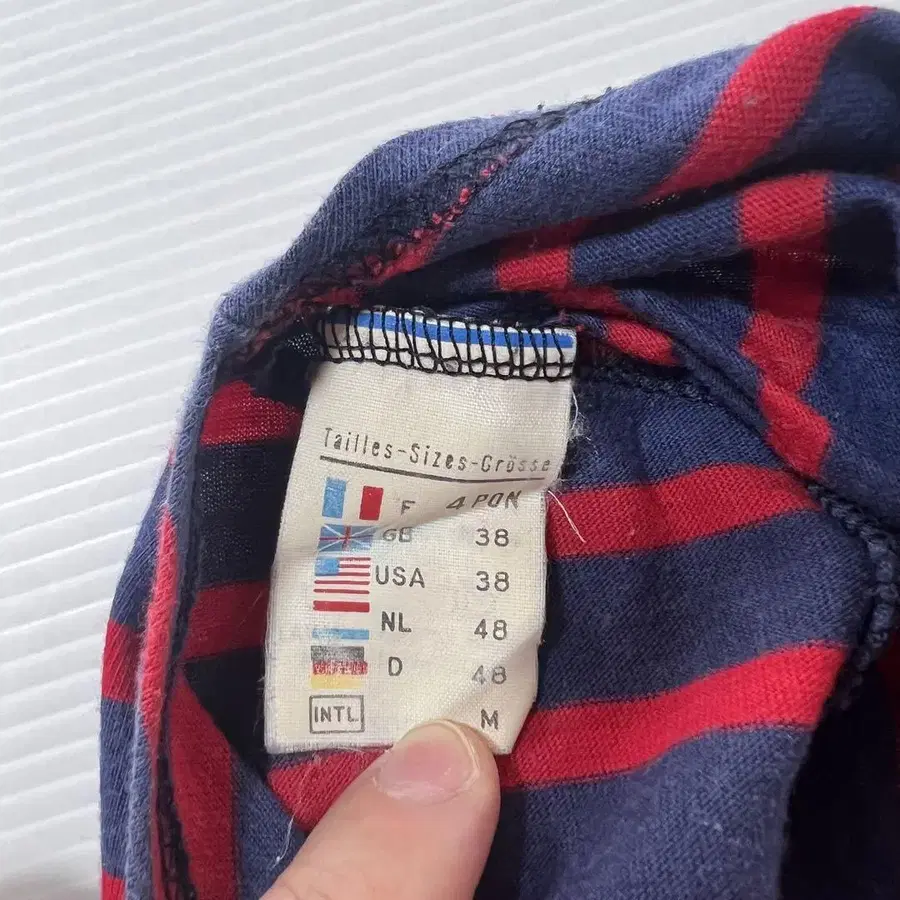 Tailles-Sizes-Grösse
F 4 PON
GB 38
USA 38
NL 48
D 48
INTL M